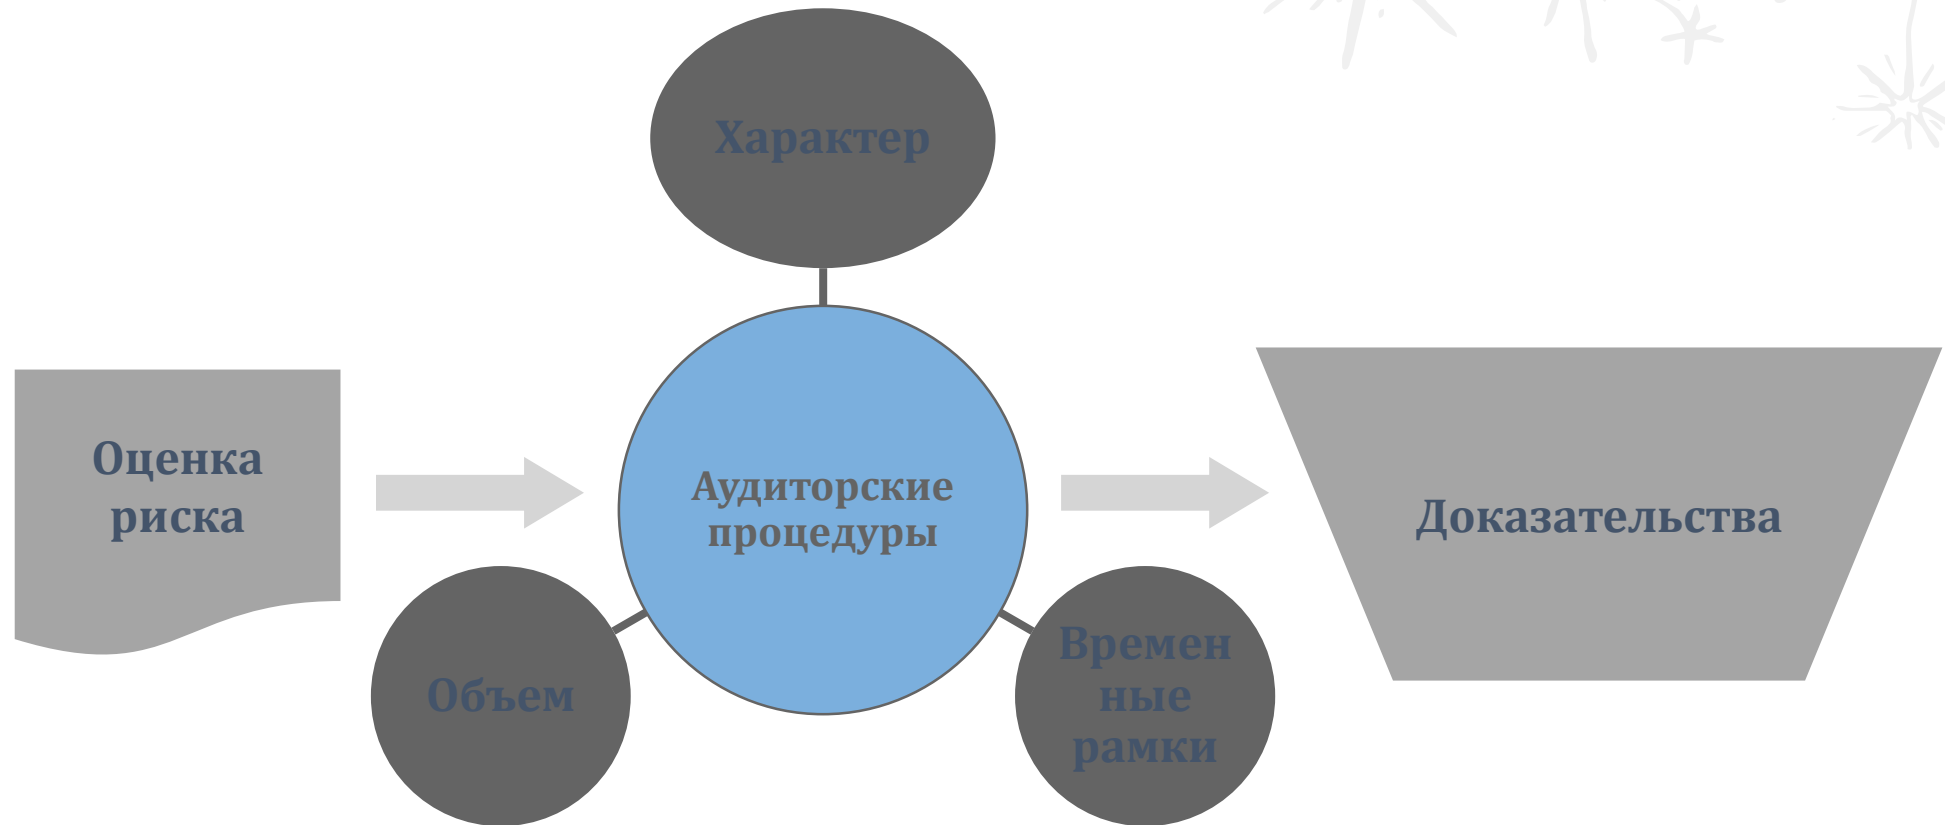 Характер
Оценка
риска
Аудиторские
процедуры
Доказательства
Объем
Времен
ные
рамки